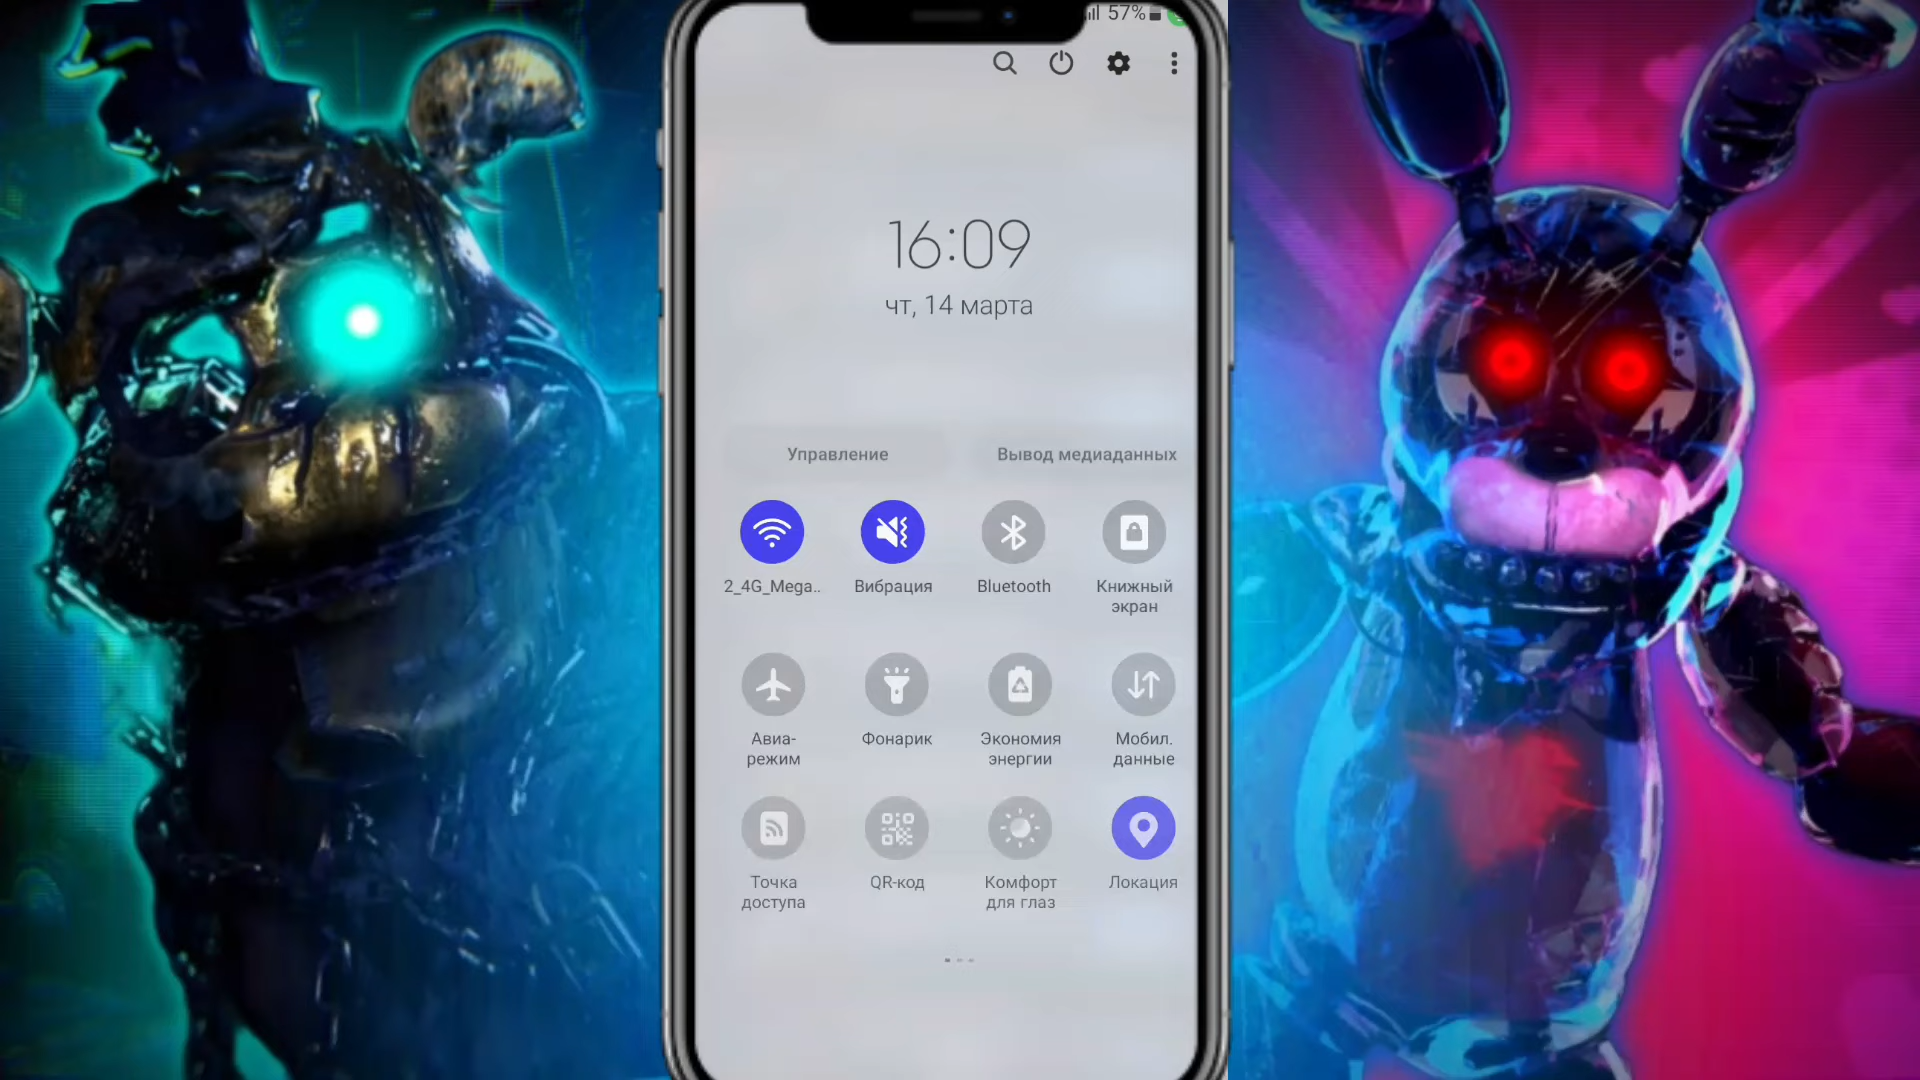 57%
16:09
чт, 14 марта
Управление
Вывод медиаданных
2_4G_Mega..
Вибрация
Bluetooth
Книжный
экран
Авиа-
режим
Фонарик
Экономия
энергии
Мобил.
данные
Точка
доступа
QR-код
Комфорт
для глаз
Локация